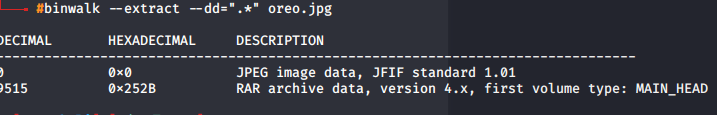 #binwalk --extract --dd=".*" oreo.jpg
DECIMAL HEXADECIMAL DESCRIPTION
--------------------------------------------------------------------------------
0 0x0 JPEG image data, JFIF standard 1.01
9515 0x252B RAR archive data, version 4.x, first volume type: MAIN_HEAD